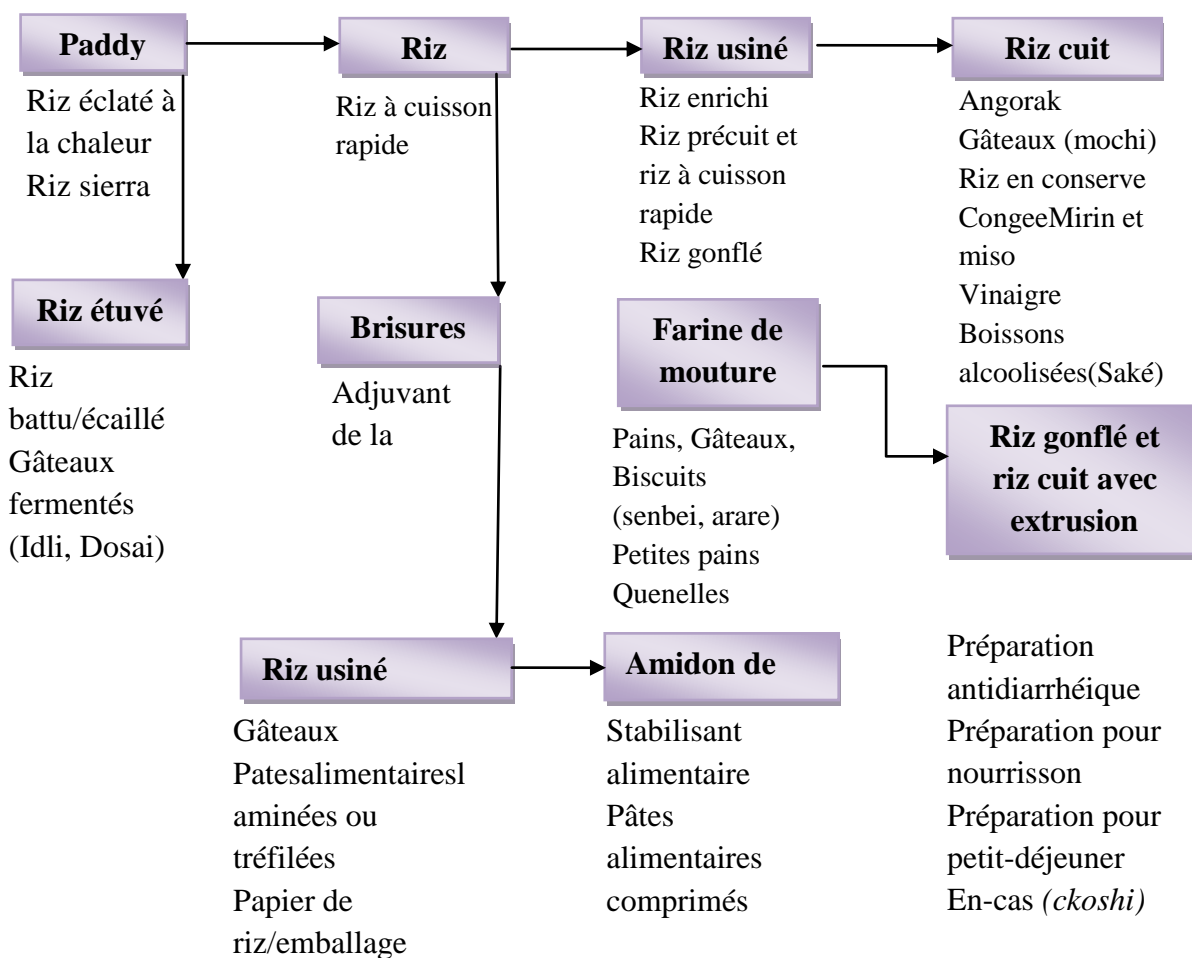 Paddy
Riz éclaté à
la chaleur
Riz sierra
Riz
Riz à cuisson
rapide
Riz usiné
Riz enrichi
Riz précuit et
riz à cuisson
rapide
Riz gonflé
Riz cuit
Angorak
Gâteaux (mochi)
Riz en conserve
CongeeMirin et
miso
Vinaigre
Boissons
alcoolisées(Saké)
Riz étuvé
Riz
battu/écaillé
Gâteaux
fermentés
(Idli, Dosai)
Brisures
Adjuvant
de la
Farine de
mouture
Pains, Gâteaux,
Biscuits
(senbei, arare)
Petites pains
Quenelles
Riz gonflé et
riz cuit avec
extrusion
Riz usiné
Gâteaux
Patesalimentairesl
aminées ou
tréfilées
Papier de
riz/emballage
Amidon de
Stabilisant
alimentaire
Pâtes
alimentaires
comprimés
Préparation
antidiarrhéique
Préparation pour
nourrisson
Préparation pour
petit-déjeuner
En-cas (ckoshi)